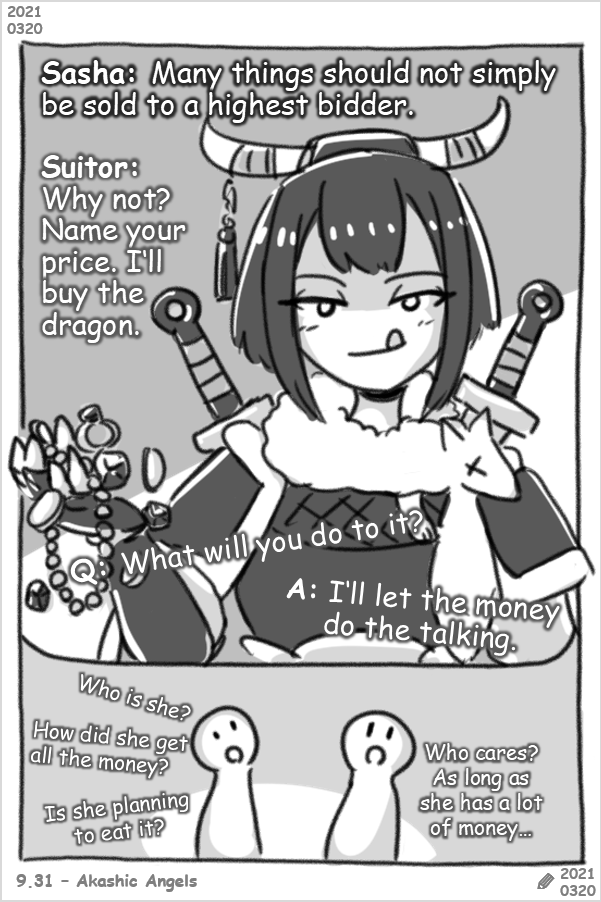 2021
0320
Sasha: Many things should not simply
be sold to a highest bidder.
Suitor:
Why not?
Name your
price. I'll
buy the
dragon.
Q: What will you do to it?
A: I'll let the money
do the talking.
Who is she?
How did she get
all the money?
Is she planning
to eat it?
Who cares?
As long as
she has a lot
of money...
9.31 – Akashic Angels
2021
0320